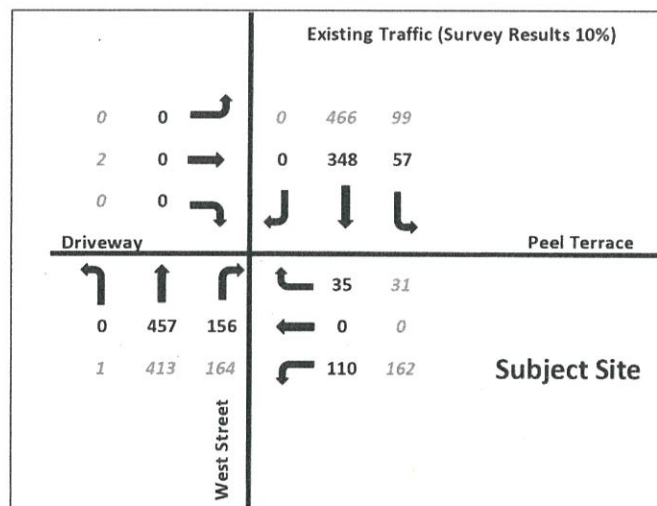 Existing Traffic (Survey Results 10%)
0 0 0 466 99
2 0 0 348 57
0 0
Driveway Peel Terrace
35 31
0 457 156 0 0
1 413 164 110 162 Subject Site
West Street